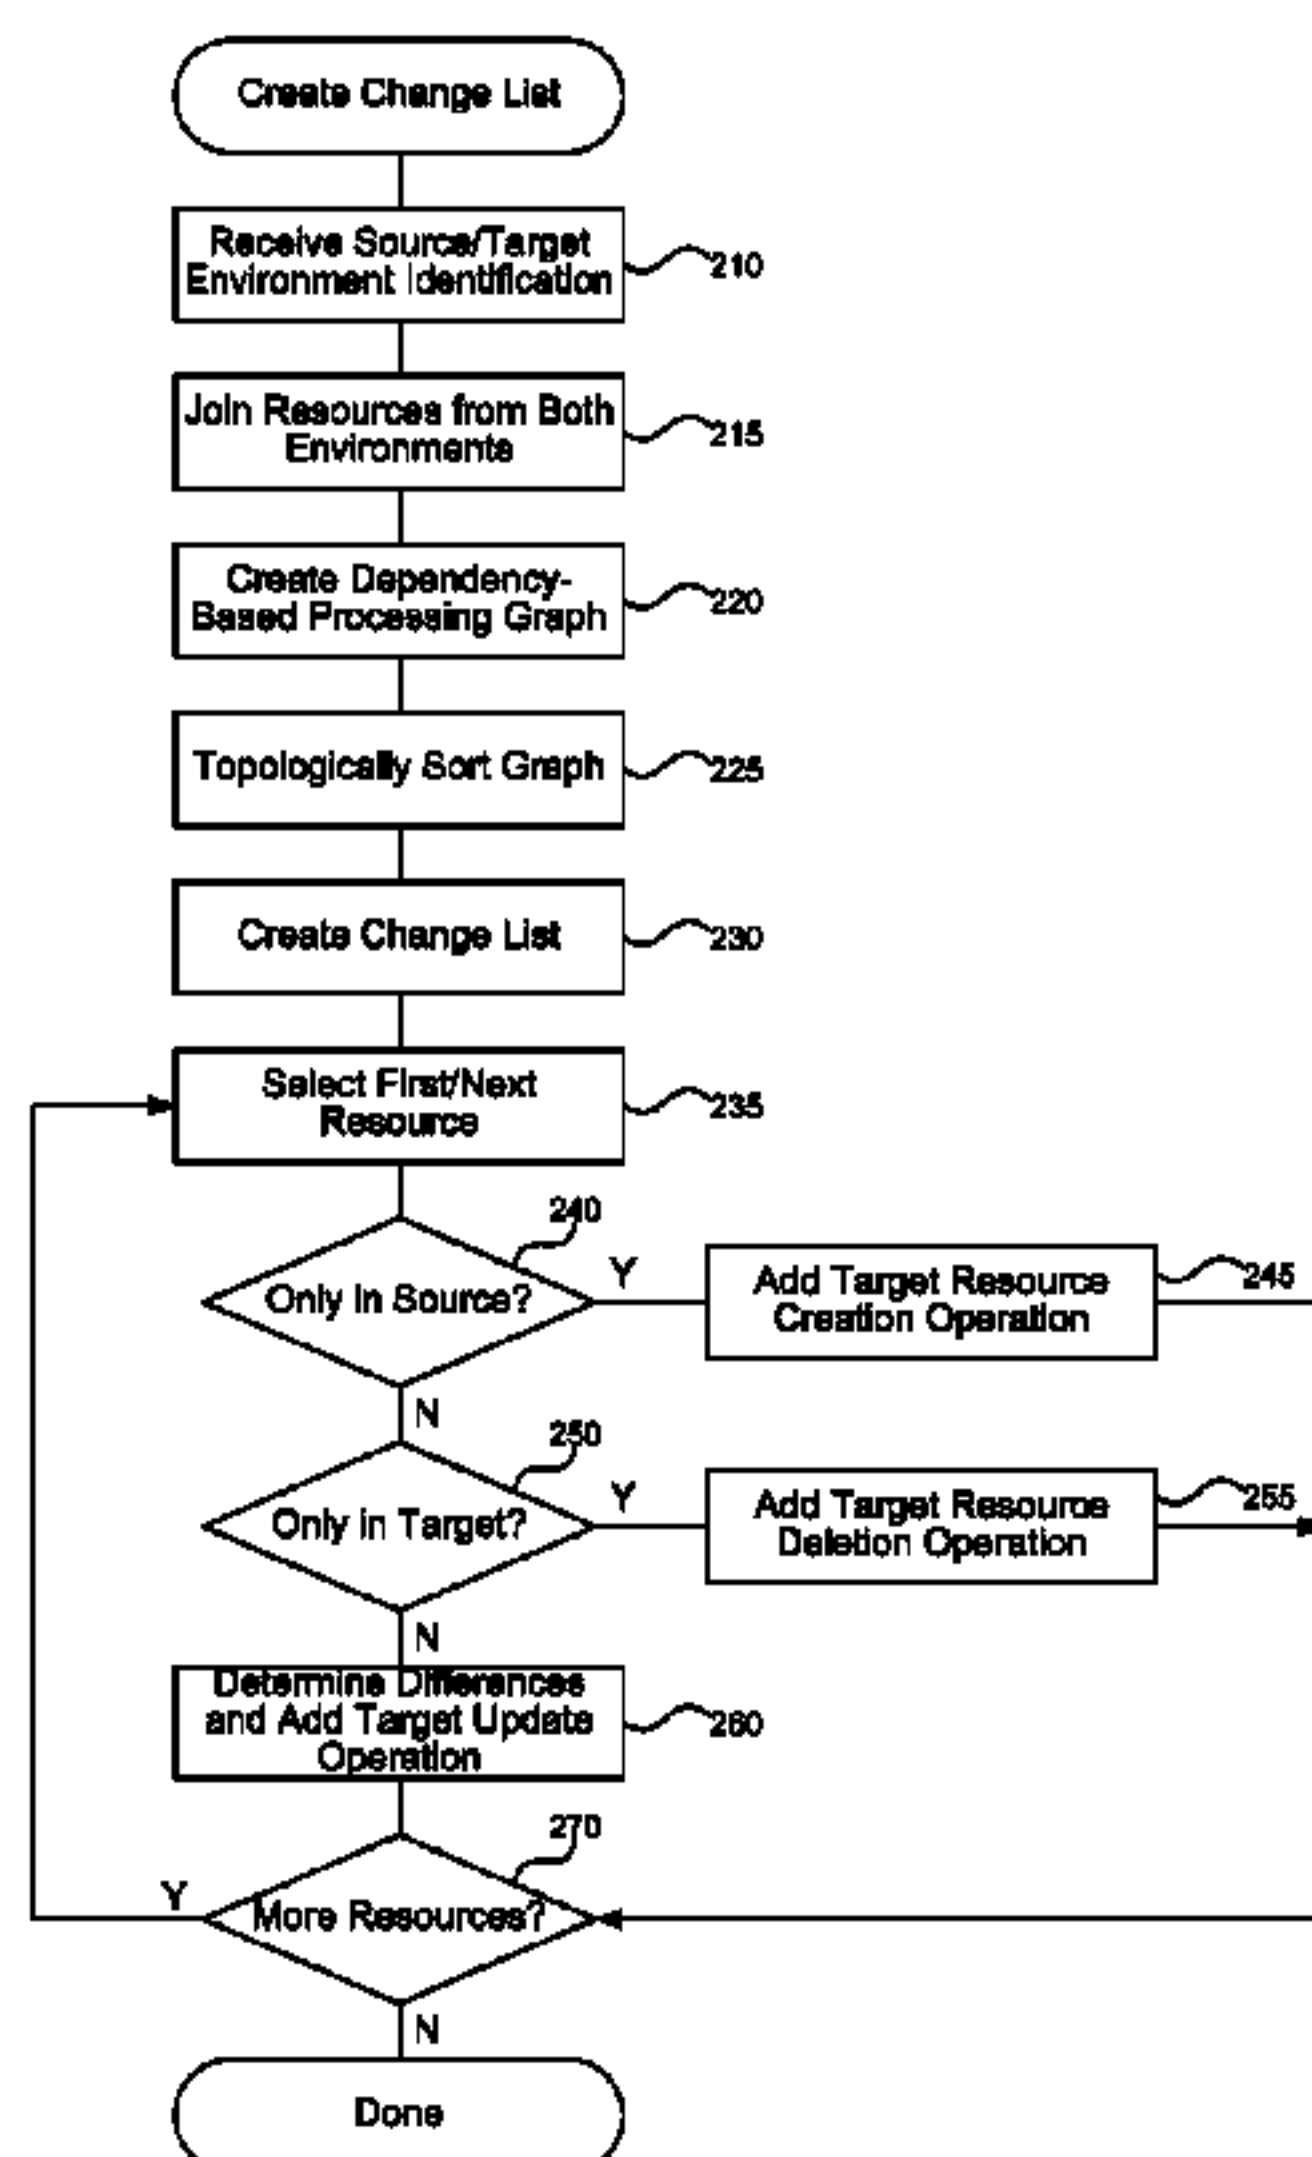 Create Change List
Receive Source/Target
Environment Identification
210
Join Resources from Both
Environments
215
Create Dependency-
Based Processing Graph
220
Topologically Sort Graph
225
Create Change List
230
Select First/Next
Resource
235
240
Only in Source?
Y
Add Target Resource
Creation Operation
245
N
250
Only in Target?
Y
Add Target Resource
Deletion Operation
255
N
Determine Differences
and Add Target Update
Operation
260
270
Y
More Resources?
N
Done